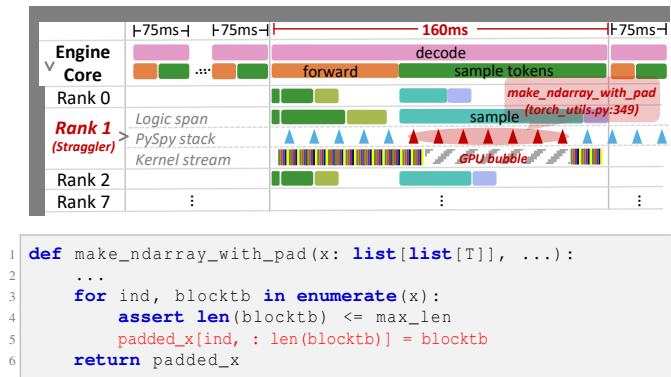 75ms 75ms 160ms 75ms
Engine Core
decode
.... forward sample tokens
Rank 0
make_ndarray_with_pad
(torch_utils.py:349)
Rank 1
(Straggler)
Logic span
sample
PySpy stack
Kernel stream
GPU bubble
Rank 2
Rank 7
1 def make_ndarray_with_pad(x: list[list[T]], ...):
2     ...
3     for ind, blocktb in enumerate(x):
4         assert len(blocktb) <= max_len
5         padded_x[ind, : len(blocktb)] = blocktb
6     return padded_x